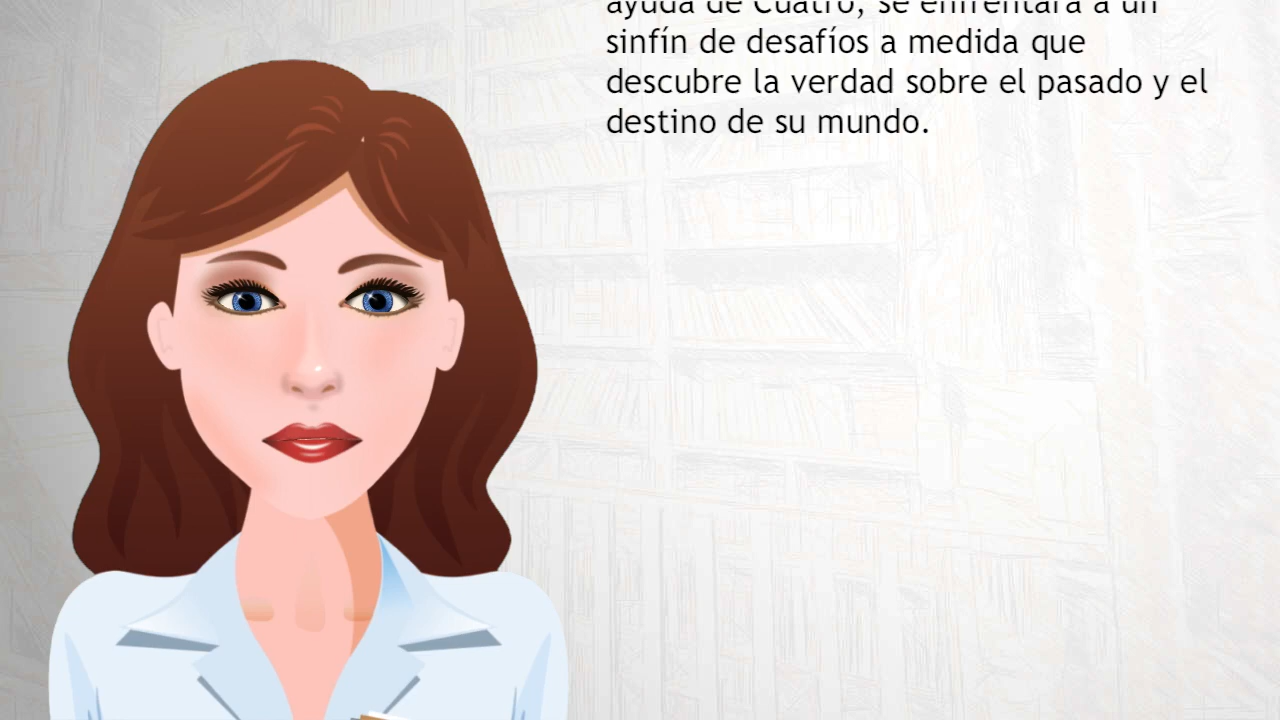 ayuda de Cuatro, se enfrentará a un
sinfín de desafíos a medida que
descubre la verdad sobre el pasado y el
destino de su mundo.